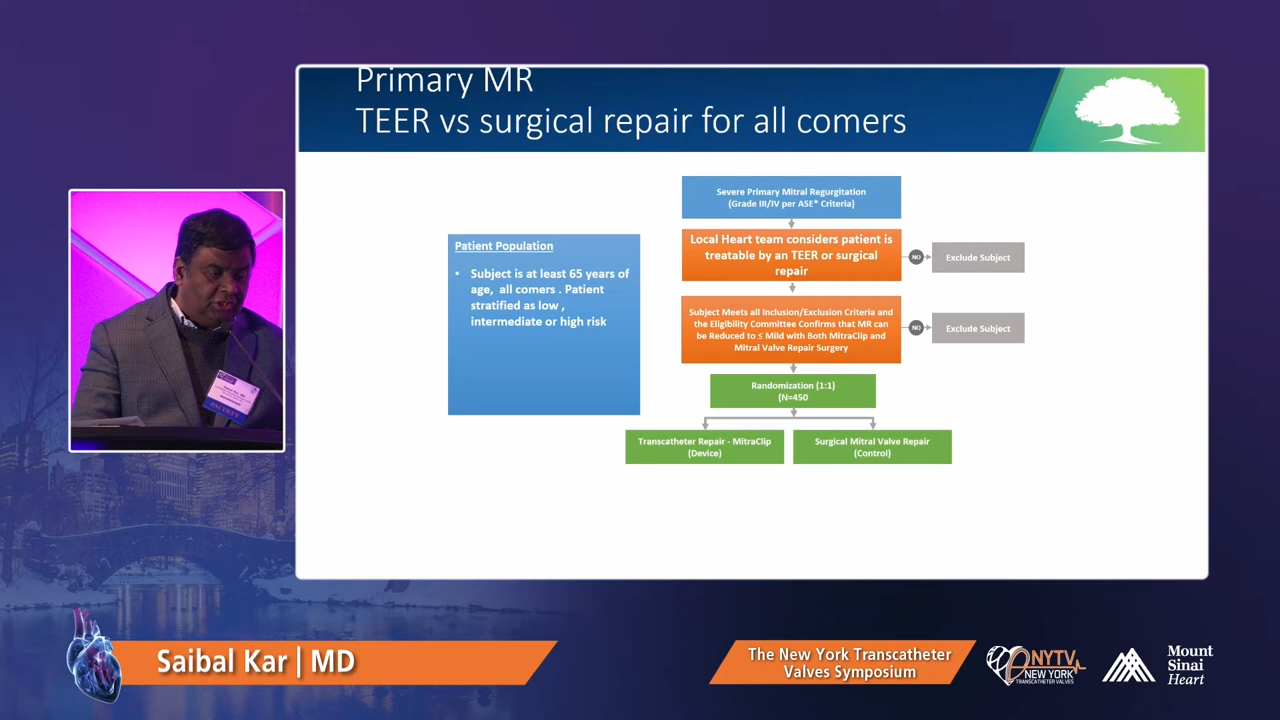 Primary MR
TEER vs surgical repair for all comers
Severe Primary Mitral Regurgitation
(Grade III/IV per ASE* Criteria)
Local Heart team considers patient is
treatable by an TEER or surgical
repair
NO
Exclude Subject
Patient Population
• Subject is at least 65 years of
age, all comers . Patient
stratified as low ,
intermediate or high risk
Subject Meets all Inclusion/Exclusion Criteria and
the Eligibility Committee Confirms that MR can
be Reduced to ≤ Mild with Both MitraClip and
Mitral Valve Repair Surgery
NO
Exclude Subject
Randomization (1:1)
(N=450
Transcatheter Repair - MitraClip
(Device)
Surgical Mitral Valve Repair
(Control)
FACULTY
Saibal Kar | MD
The New York Transcatheter
Valves Symposium
NYTV
NEW YORK
TRANSCATHETER VALVES
Mount
Sinai
Heart